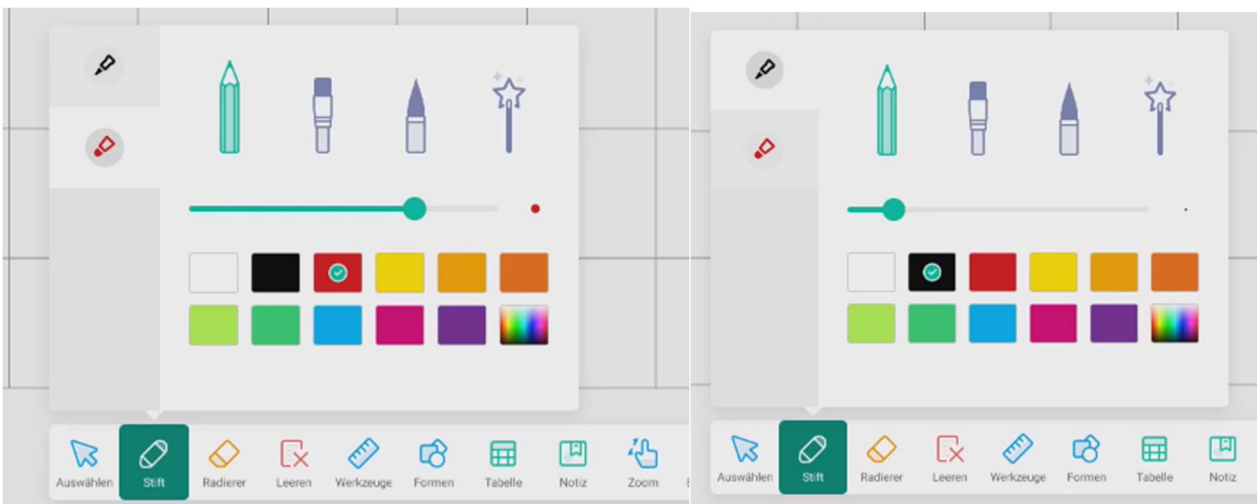 Auswählen Stift Radierer Leeren Werkzeuge Formen Tabelle Notiz Zoom
Auswählen Stift Radierer Leeren Werkzeuge Formen Tabelle Notiz